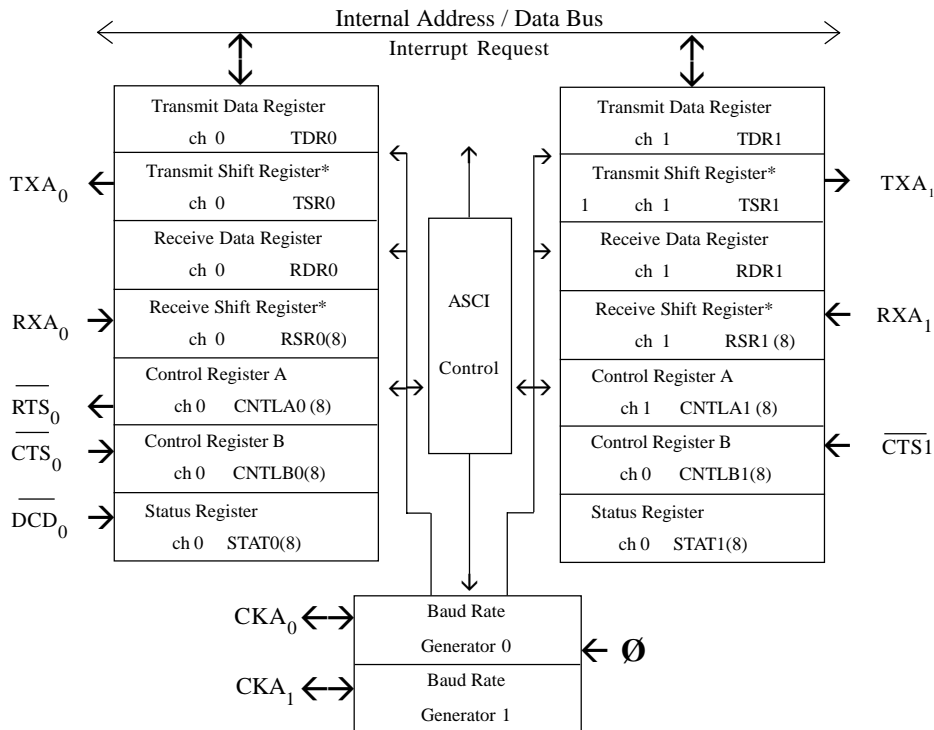 Internal Address / Data Bus
Interrupt Request
Transmit Data Register
ch 0 TDR0
Transmit Shift Register*
ch 0 TSR0
Receive Data Register
ch 0 RDR0
Receive Shift Register*
ch 0 RSR0(8)
Control Register A
ch 0 CNTLA0 (8)
Control Register B
ch 0 CNTLB0(8)
Status Register
ch 0 STAT0(8)
TXA0
RXA0
RTS0
CTS0
DCD0
ASCI
Control
Transmit Data Register
ch 1 TDR1
Transmit Shift Register*
1 ch 1 TSR1
Receive Data Register
ch 1 RDR1
Receive Shift Register*
ch 1 RSR1 (8)
Control Register A
ch 1 CNTLA1 (8)
Control Register B
ch 0 CNTLB1(8)
Status Register
ch 0 STAT1(8)
TXA1
RXA1
CTS1
CKA0
CKA1
Baud Rate
Generator 0
Baud Rate
Generator 1
Ø